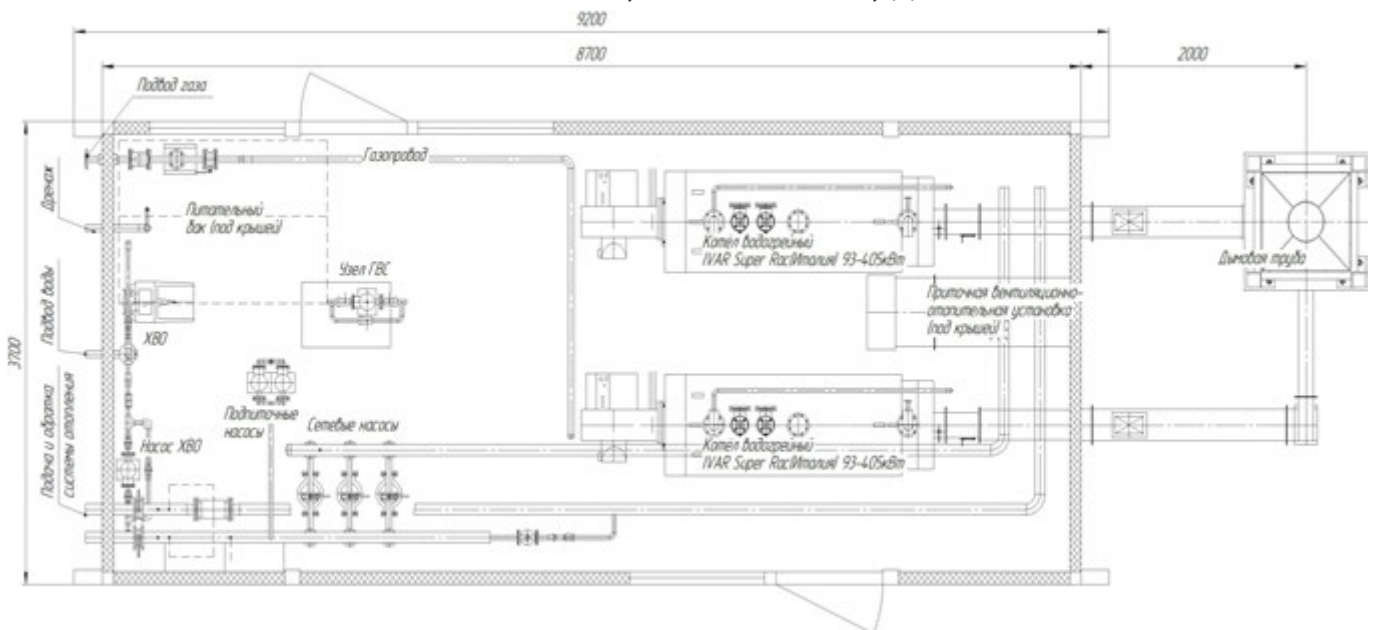 9200
8700
2000
Подвод газа
Газопровод
Дренаж
Питательный
бак (под крышей)
Узел ГВС
Котел водогрейный
IVAR Super Rac(Италия) 93-405кВт
Дымовая труба
Приточная вентиляционно-
отопительная установка
(под крышей)
Подвод воды
ХВО
3700
Подпиточные
насосы
Сетевые насосы
Насос ХВО
Котел водогрейный
IVAR Super Rac(Италия) 93-405кВт
Подача и обратка
системы отопления